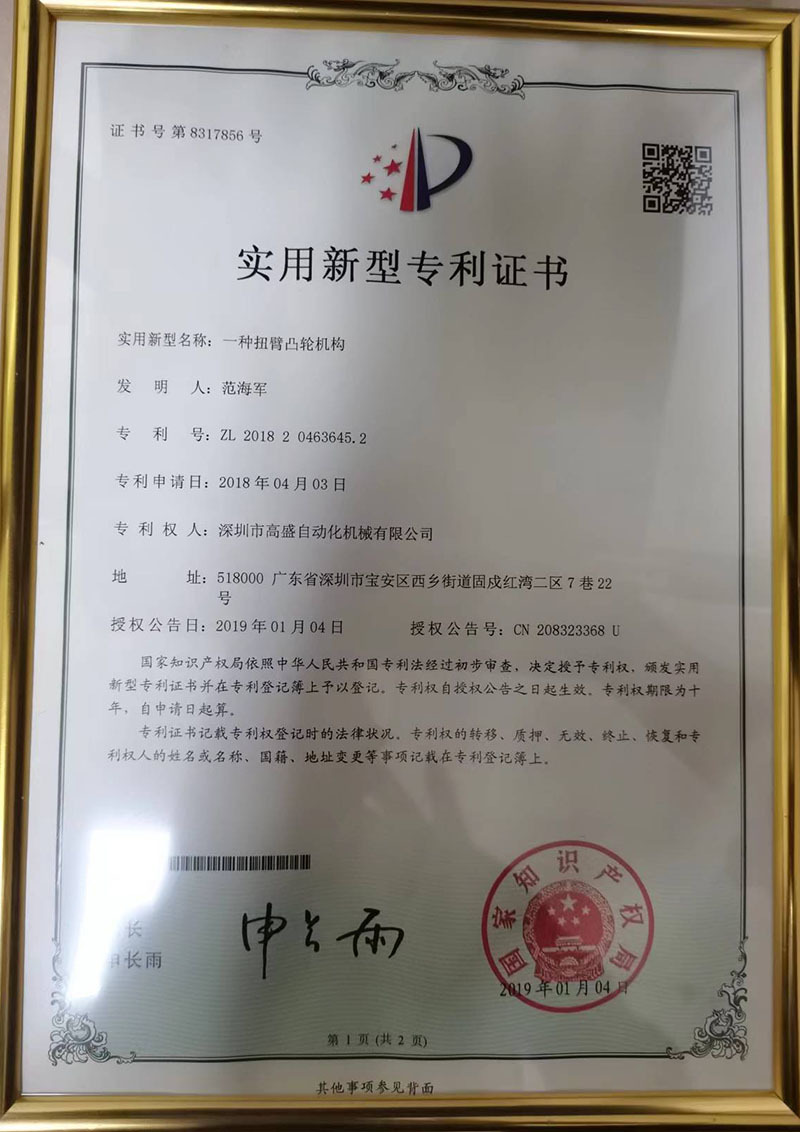 证书号第8317856号
实用新型专利证书
实用新型名称：一种扭臂凸轮机构
发明人：范海军
专利号：ZL 2018 2 0463645.2
专利申请日：2018年04月03日
专利权人：深圳市高盛自动化机械有限公司
地址：518000 广东省深圳市宝安区西乡街道固戍红湾二区7巷22
号
授权公告日：2019年01月04日 授权公告号：CN 208323368 U
国家知识产权局依照中华人民共和国专利法经过初步审查，决定授予专利权，颁发实用
新型专利证书并在专利登记簿上予以登记。专利权自授权公告之日起生效。专利权期限为十
年，自申请日起算。
专利证书记载专利权登记时的法律状况。专利权的转移、质押、无效、终止、恢复和专
利权人的姓名或名称、国籍、地址变更等事项记载在专利登记簿上。
长
申长雨
申长雨
国家知识产权局
2019年01月04日
第1页(共2页)
其他事项参见背面